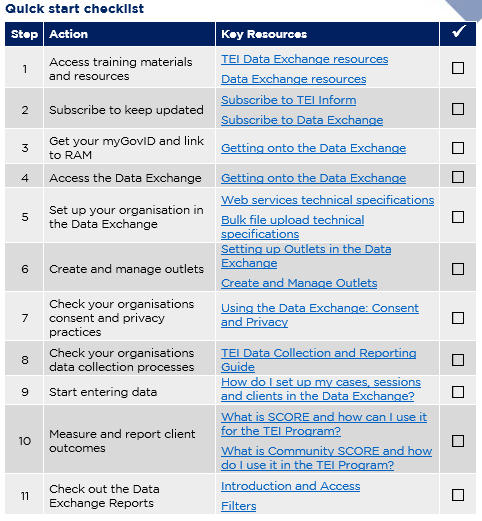 Quick start checklist
Step Action Key Resources ✓
1 Access training materials and resources
TEI Data Exchange resources
Data Exchange resources
2 Subscribe to keep updated
Subscribe to TEI Inform
Subscribe to Data Exchange
3 Get your myGovID and link to RAM
Getting onto the Data Exchange
4 Access the Data Exchange
Getting onto the Data Exchange
5 Set up your organisation in the Data Exchange
Web services technical specifications
Bulk file upload technical specifications
6 Create and manage outlets
Setting up Outlets in the Data Exchange
Create and Manage Outlets
7 Check your organisations consent and privacy practices
Using the Data Exchange: Consent and Privacy
8 Check your organisations data collection processes
TEI Data Collection and Reporting Guide
9 Start entering data
How do I set up my cases, sessions and clients in the Data Exchange?
10 Measure and report client outcomes
What is SCORE and how can I use it for the TEI Program?
What is Community SCORE and how do I use it in the TEI Program?
11 Check out the Data Exchange Reports
Introduction and Access
Filters